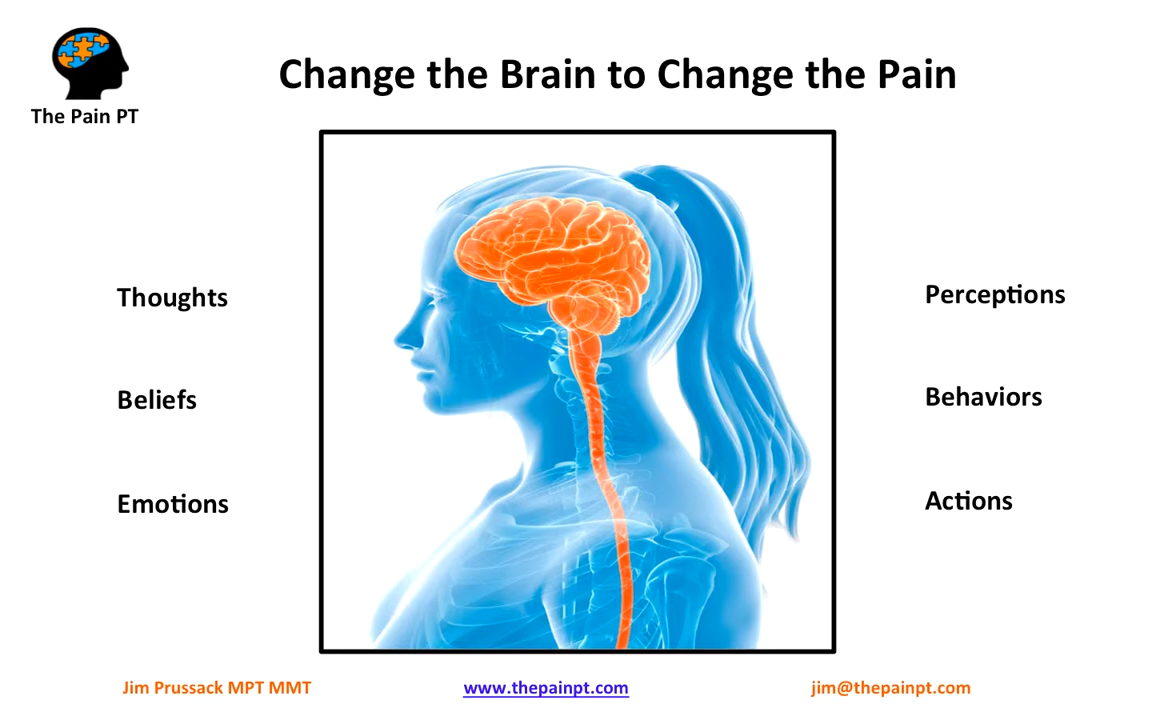 The Pain PT
Change the Brain to Change the Pain
Thoughts
Beliefs
Emotions
Perceptions
Behaviors
Actions
Jim Prussack MPT MMT
www.thepainpt.com
jim@thepainpt.com